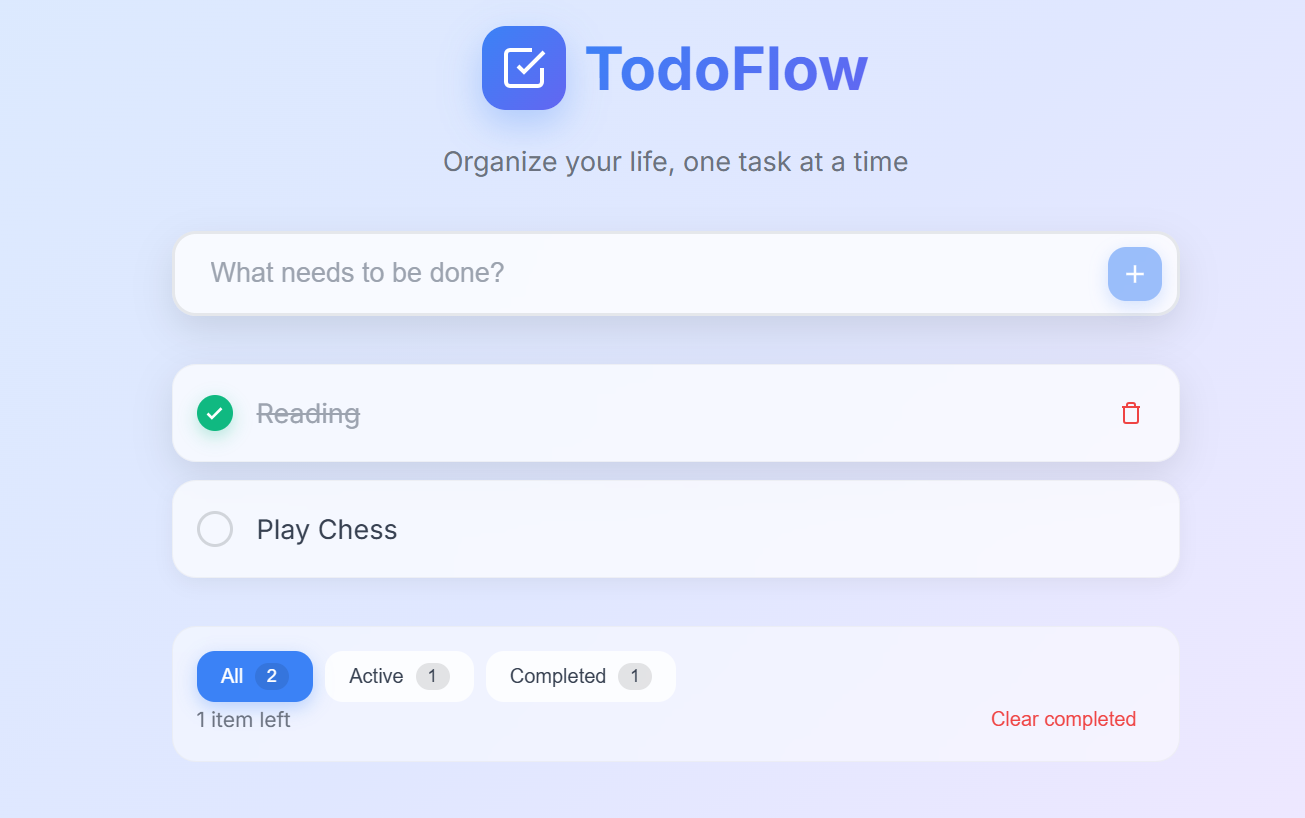 TodoFlow
Organize your life, one task at a time
What needs to be done?
Reading
Play Chess
All 2 Active 1 Completed 1
1 item left Clear completed